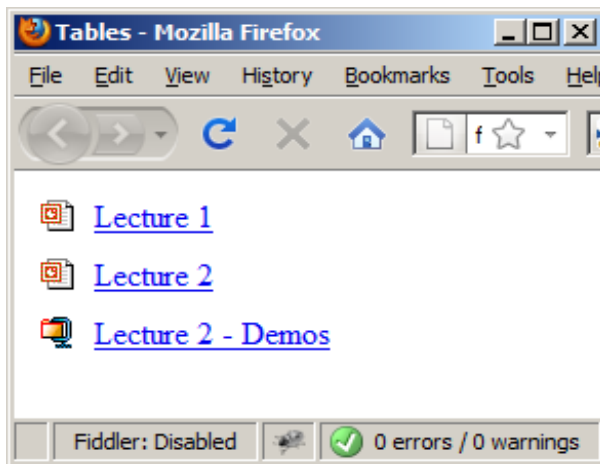 Tables - Mozilla Firefox
File Edit View History Bookmarks Tools Help
f
Lecture 1
Lecture 2
Lecture 2 - Demos
Fiddler: Disabled 0 errors / 0 warnings